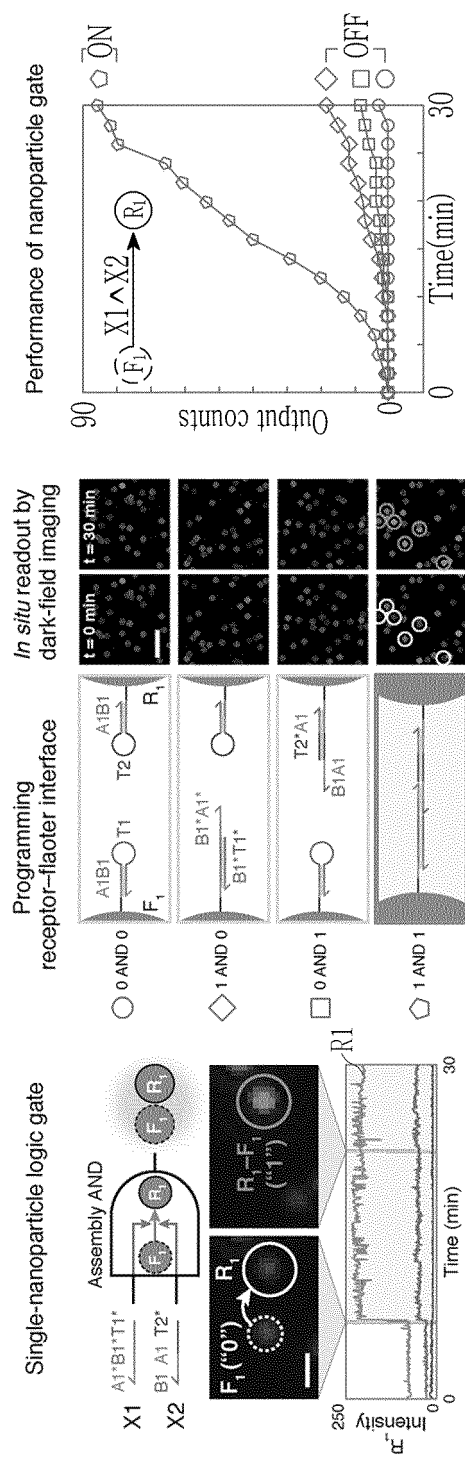 Single-nanoparticle logic gate
Assembly AND
A1*B1*T1*
X1
B1 A1 T2*
X2
F₁
R₁
F₁
R₁
F₁ ("0")
R₁
R₁–F₁
("1")
R1
250
0
R₁
Intensity
Time (min)
30
Programming
receptor–flaoter interface
0 AND 0
A1B1
T1
F₁
A1B1
T2
R₁
1 AND 0
B1*A1*
B1*T1*
0 AND 1
T2*A1
B1A1
1 AND 1
In situ readout by
dark-field imaging
t = 0 min
t = 30 min
Performance of nanoparticle gate
90
0
Output counts
(F₁)
X1^X2
R₁
ON
OFF
0
Time(min)
30